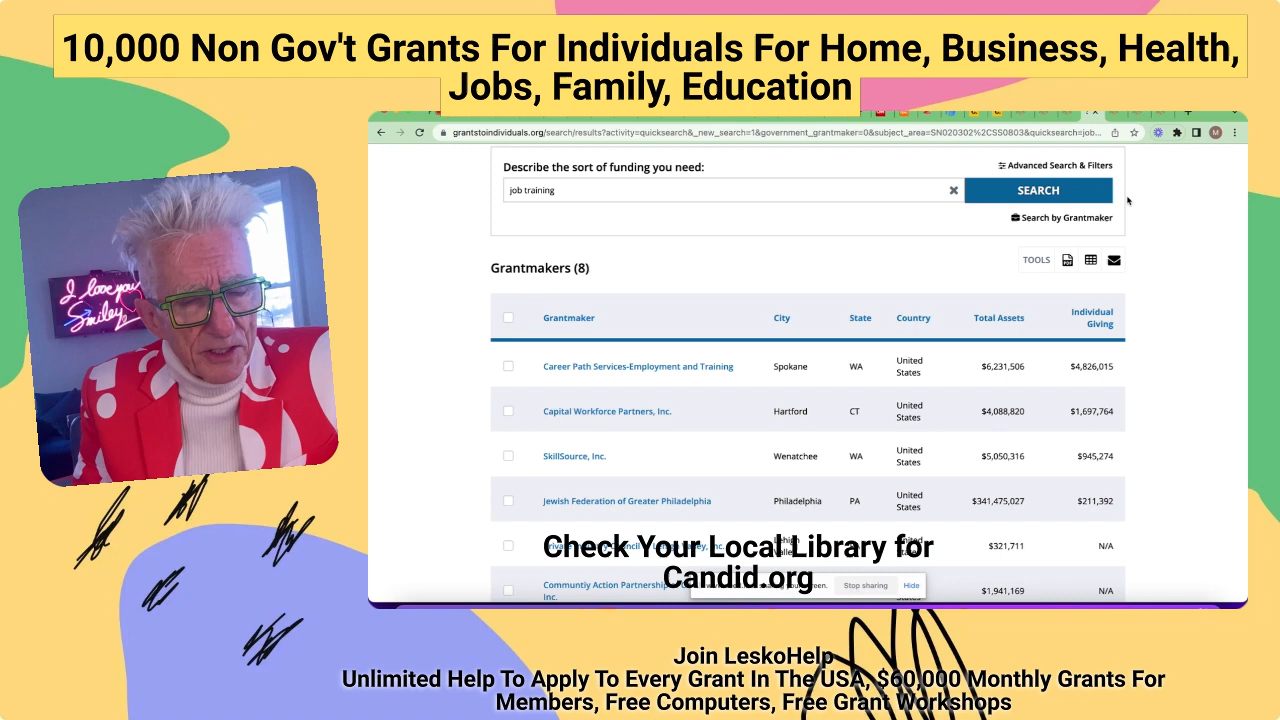 10,000 Non Gov't Grants For Individuals For Home, Business, Health,
Jobs, Family, Education
grantstoindividuals.org/search/results?activity=quicksearch&_new_search=1&government_grantmaker=0&subject_area=SN020302%2CSS0803&quicksearch=job...
M
Describe the sort of funding you need:
Advanced Search & Filters
job training
SEARCH
Search by Grantmaker
Grantmakers (8)
TOOLS
Grantmaker City State Country Total Assets Individual Giving
Career Path Services-Employment and Training Spokane WA United States $6,231,506 $4,826,015
Capital Workforce Partners, Inc. Hartford CT United States $4,088,820 $1,697,764
SkillSource, Inc. Wenatchee WA United States $5,050,316 $945,274
Jewish Federation of Greater Philadelphia Philadelphia PA United States $341,475,027 $211,392
$321,711 N/A
Communtiy Action Partnership
Inc. $1,941,169 N/A
Check Your Local Library for
Candid.org
Stop sharing Hide
I love you
Smiley
Join LeskoHelp
Unlimited Help To Apply To Every Grant In The USA, $60,000 Monthly Grants For
Members, Free Computers, Free Grant Workshops